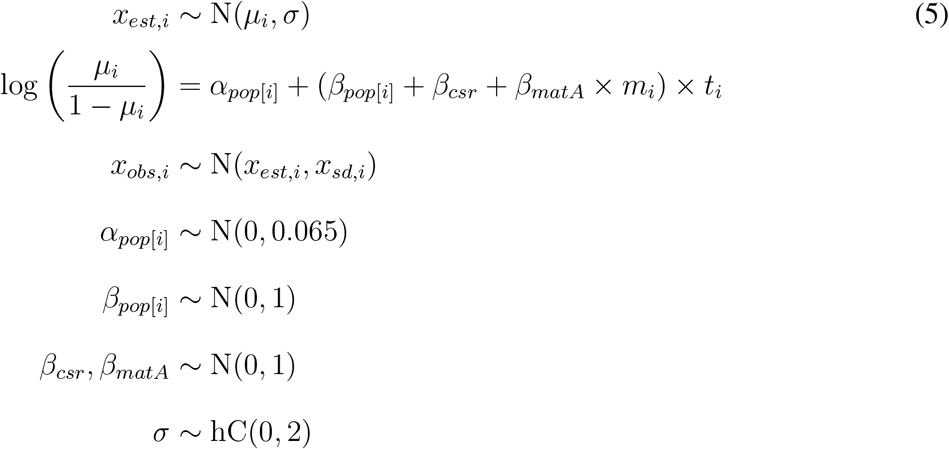 x_{est,i} ∼ N(μ_i, σ) (5)
log(μ_i / (1 − μ_i)) = α_{pop[i]} + (β_{pop[i]} + β_{csr} + β_{matA} × m_i) × t_i
x_{obs,i} ∼ N(x_{est,i}, x_{sd,i})
α_{pop[i]} ∼ N(0, 0.065)
β_{pop[i]} ∼ N(0, 1)
β_{csr}, β_{matA} ∼ N(0, 1)
σ ∼ hC(0, 2)